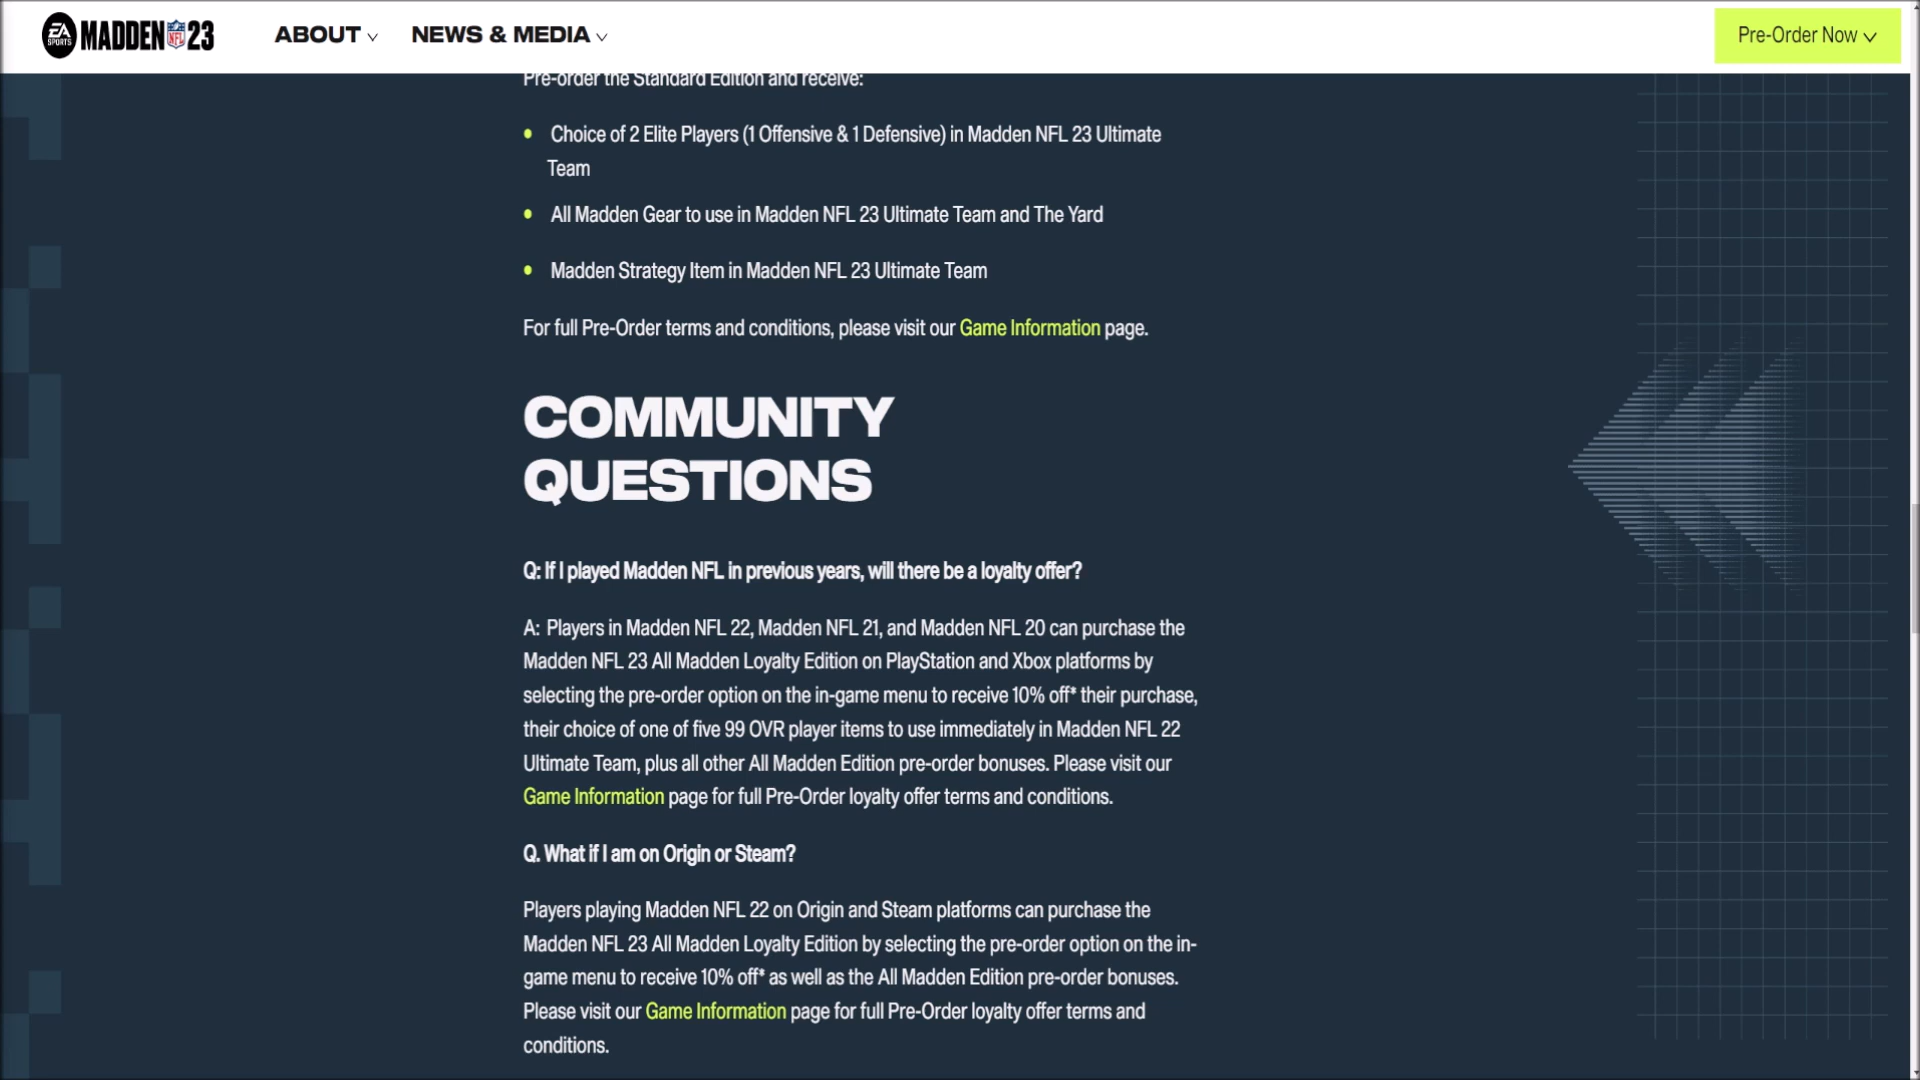 EA SPORTS MADDEN NFL 23 ABOUT NEWS & MEDIA Pre-Order Now
Pre-order the Standard Edition and receive:
Choice of 2 Elite Players (1 Offensive & 1 Defensive) in Madden NFL 23 Ultimate
Team
All Madden Gear to use in Madden NFL 23 Ultimate Team and The Yard
Madden Strategy Item in Madden NFL 23 Ultimate Team
For full Pre-Order terms and conditions, please visit our Game Information page.
COMMUNITY
QUESTIONS
Q: If I played Madden NFL in previous years, will there be a loyalty offer?
A: Players in Madden NFL 22, Madden NFL 21, and Madden NFL 20 can purchase the
Madden NFL 23 All Madden Loyalty Edition on PlayStation and Xbox platforms by
selecting the pre-order option on the in-game menu to receive 10% off* their purchase,
their choice of one of five 99 OVR player items to use immediately in Madden NFL 22
Ultimate Team, plus all other All Madden Edition pre-order bonuses. Please visit our
Game Information page for full Pre-Order loyalty offer terms and conditions.
Q. What if I am on Origin or Steam?
Players playing Madden NFL 22 on Origin and Steam platforms can purchase the
Madden NFL 23 All Madden Loyalty Edition by selecting the pre-order option on the in-
game menu to receive 10% off* as well as the All Madden Edition pre-order bonuses.
Please visit our Game Information page for full Pre-Order loyalty offer terms and
conditions.